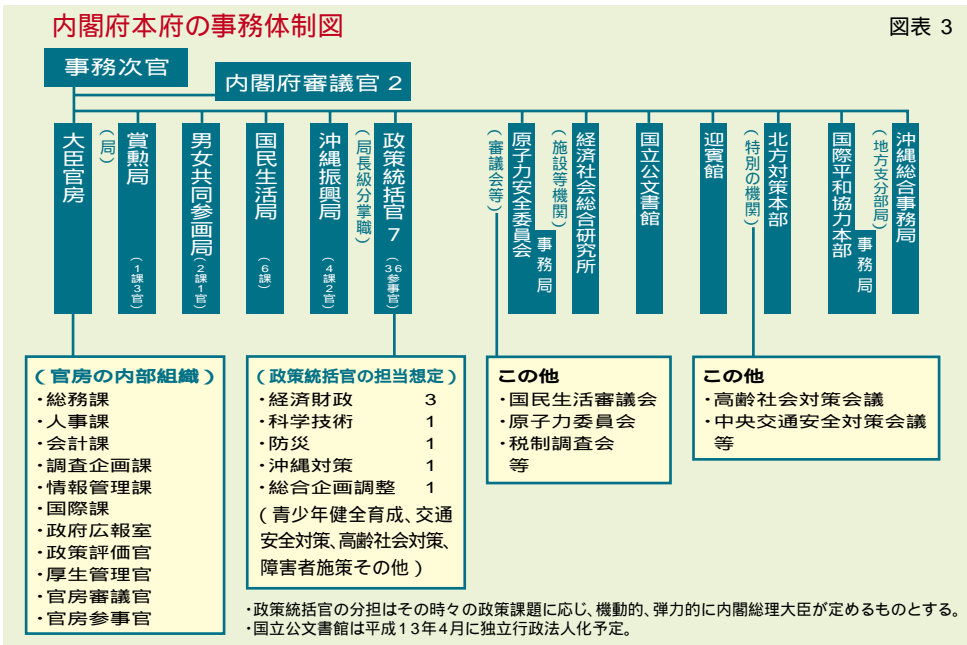 内閣府本府の事務体制図
図表 3
事務次官
内閣府審議官 2
大臣官房
(局)
賞勲局
(1課3官)
男女共同参画局
(2課1官)
国民生活局
(6課)
沖縄振興局
(4課2官)
(局長級分掌職)
政策統括官 7
(36参事官)
(審議会等)
原子力安全委員会
事務局
(施設等機関)
経済社会総合研究所
国立公文書館
迎賓館
(特別の機関)
北方対策本部
国際平和協力本部
事務局
(地方支分部局)
沖縄総合事務局
(官房の内部組織)
・総務課
・人事課
・会計課
・調査企画課
・情報管理課
・国際課
・政府広報室
・政策評価官
・厚生管理官
・官房審議官
・官房参事官
(政策統括官の担当想定)
・経済財政 3
・科学技術 1
・防災 1
・沖縄対策 1
・総合企画調整 1
(青少年健全育成、交通
安全対策、高齢社会対策、
障害者施策その他)
この他
・国民生活審議会
・原子力委員会
・税制調査会
等
この他
・高齢社会対策会議
・中央交通安全対策会議
等
・政策統括官の分担はその時々の政策課題に応じ、機動的、弾力的に内閣総理大臣が定めるものとする。
・国立公文書館は平成13年4月に独立行政法人化予定。